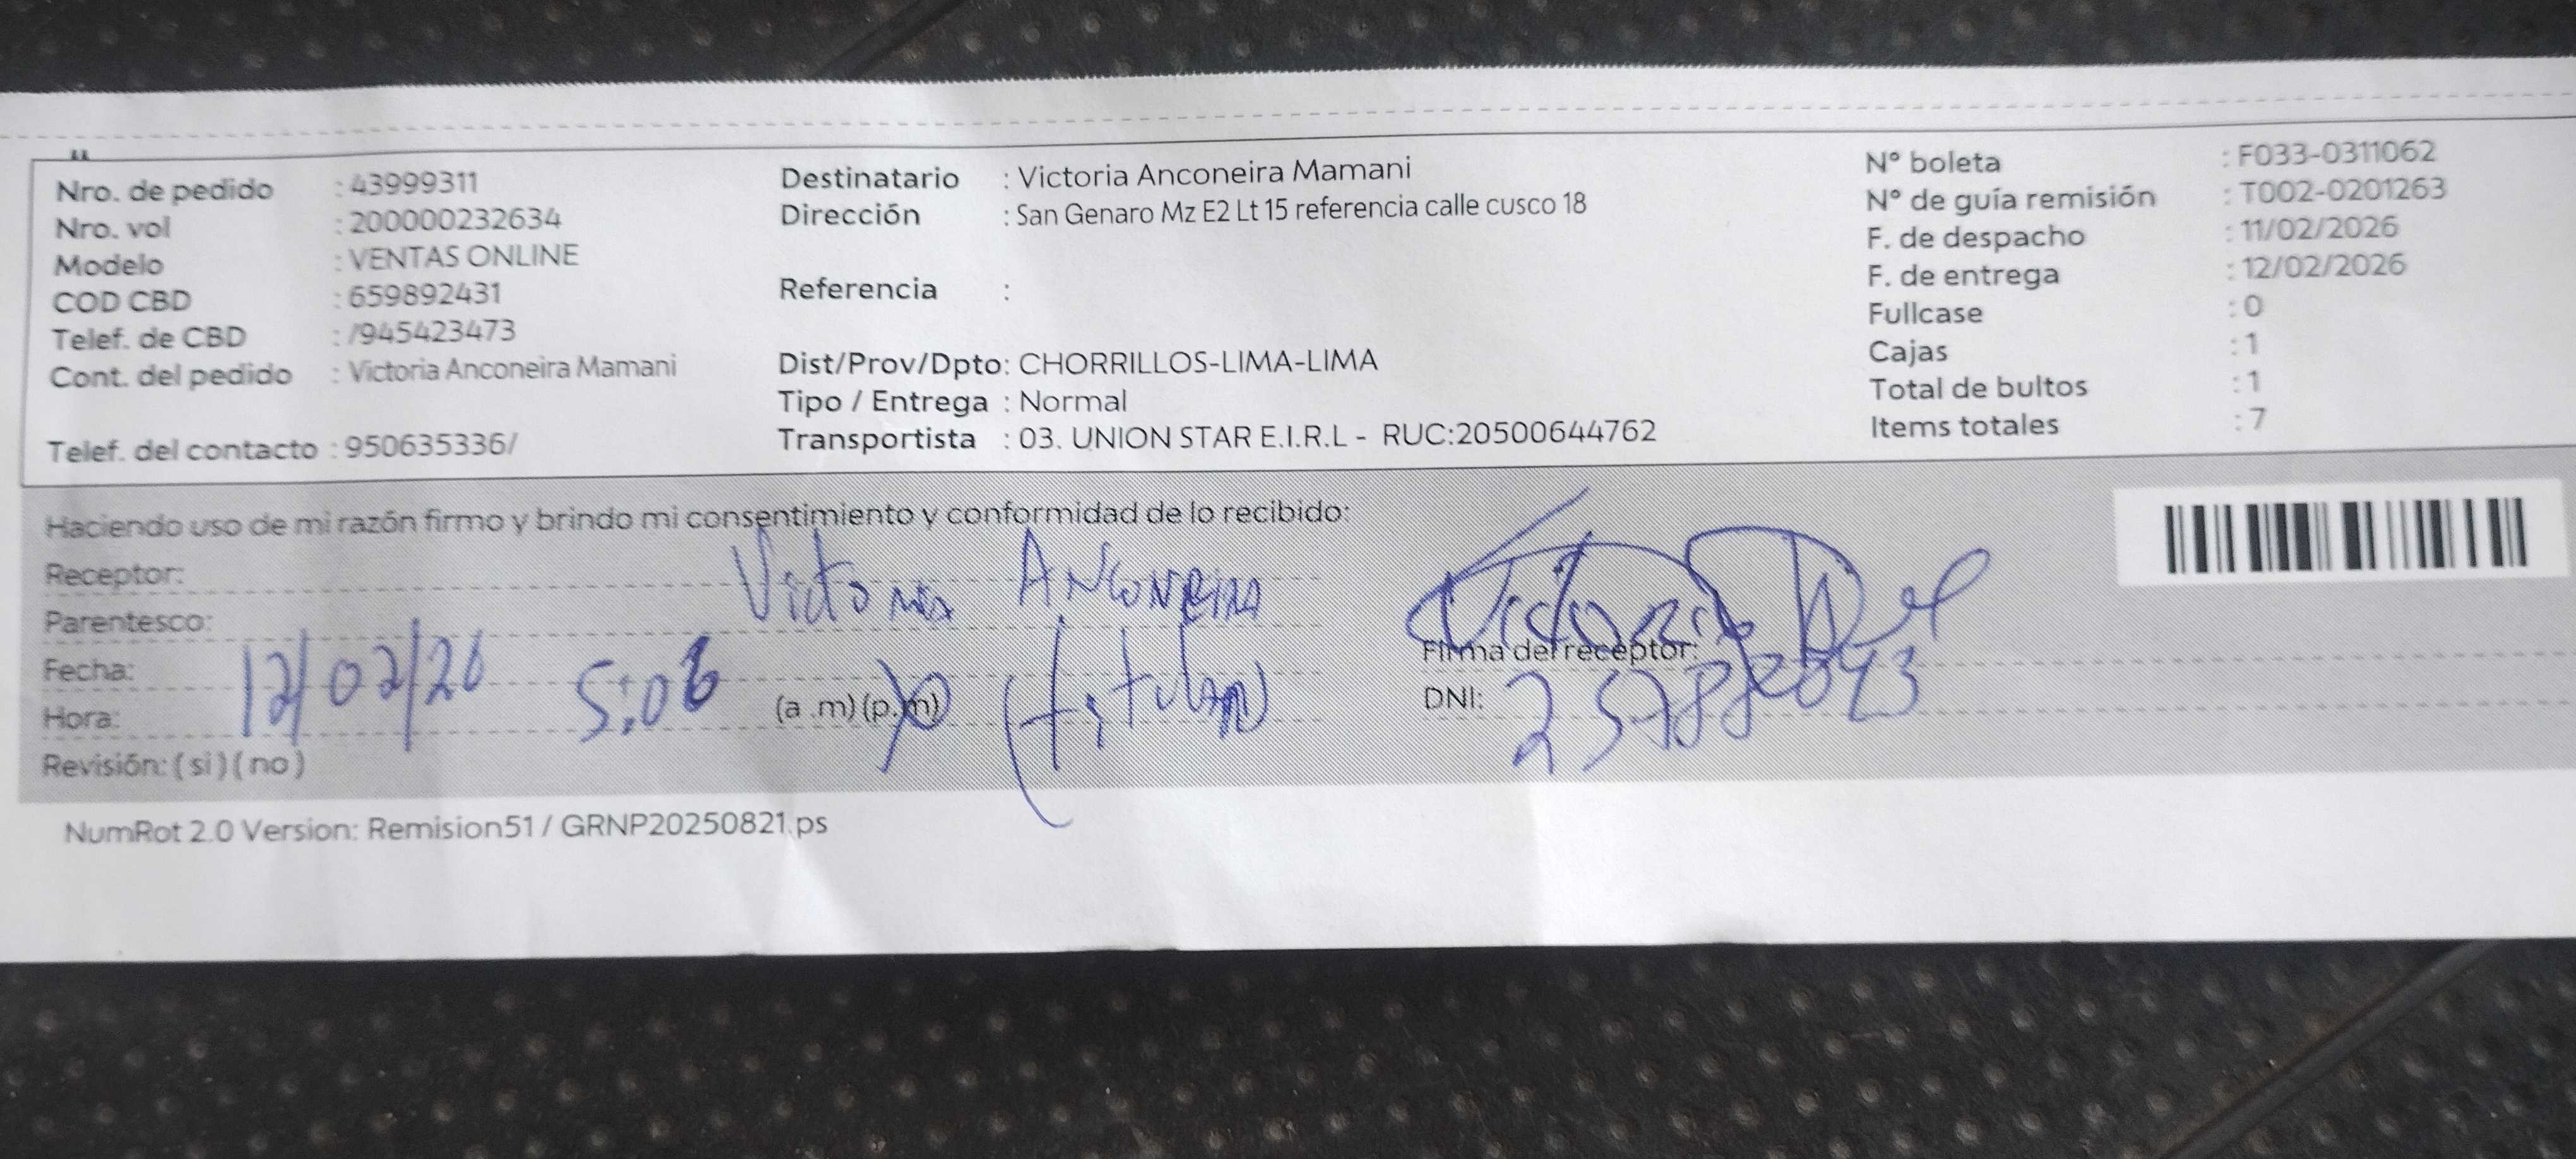 Nro. de pedido : 43999311
Nro. vol : 200000232634
Modelo : VENTAS ONLINE
COD CBD : 659892431
Telef. de CBD : /945423473
Cont. del pedido : Victoria Anconeira Mamani
Telef. del contacto : 950635336/
Destinatario : Victoria Anconeira Mamani
Dirección : San Genaro Mz E2 Lt 15 referencia calle cusco 18
Referencia :
Dist/Prov/Dpto: CHORRILLOS-LIMA-LIMA
Tipo / Entrega : Normal
Transportista : 03. UNION STAR E.I.R.L - RUC:20500644762
N° boleta : F033-0311062
N° de guía remisión : T002-0201263
F. de despacho : 11/02/2026
F. de entrega : 12/02/2026
Fullcase : 0
Cajas : 1
Total de bultos : 1
Items totales : 7
Haciendo uso de mi razón firmo y brindo mi consentimiento y conformidad de lo recibido:
Receptor: Victoria Anconeira
Parentesco: (titular)
Fecha: 12/02/26
Hora: 5:06 (a .m) (p.m)
Revisión: ( si ) ( no )
Firma del receptor:
DNI:
NumRot 2.0 Version: Remision51 / GRNP20250821.ps